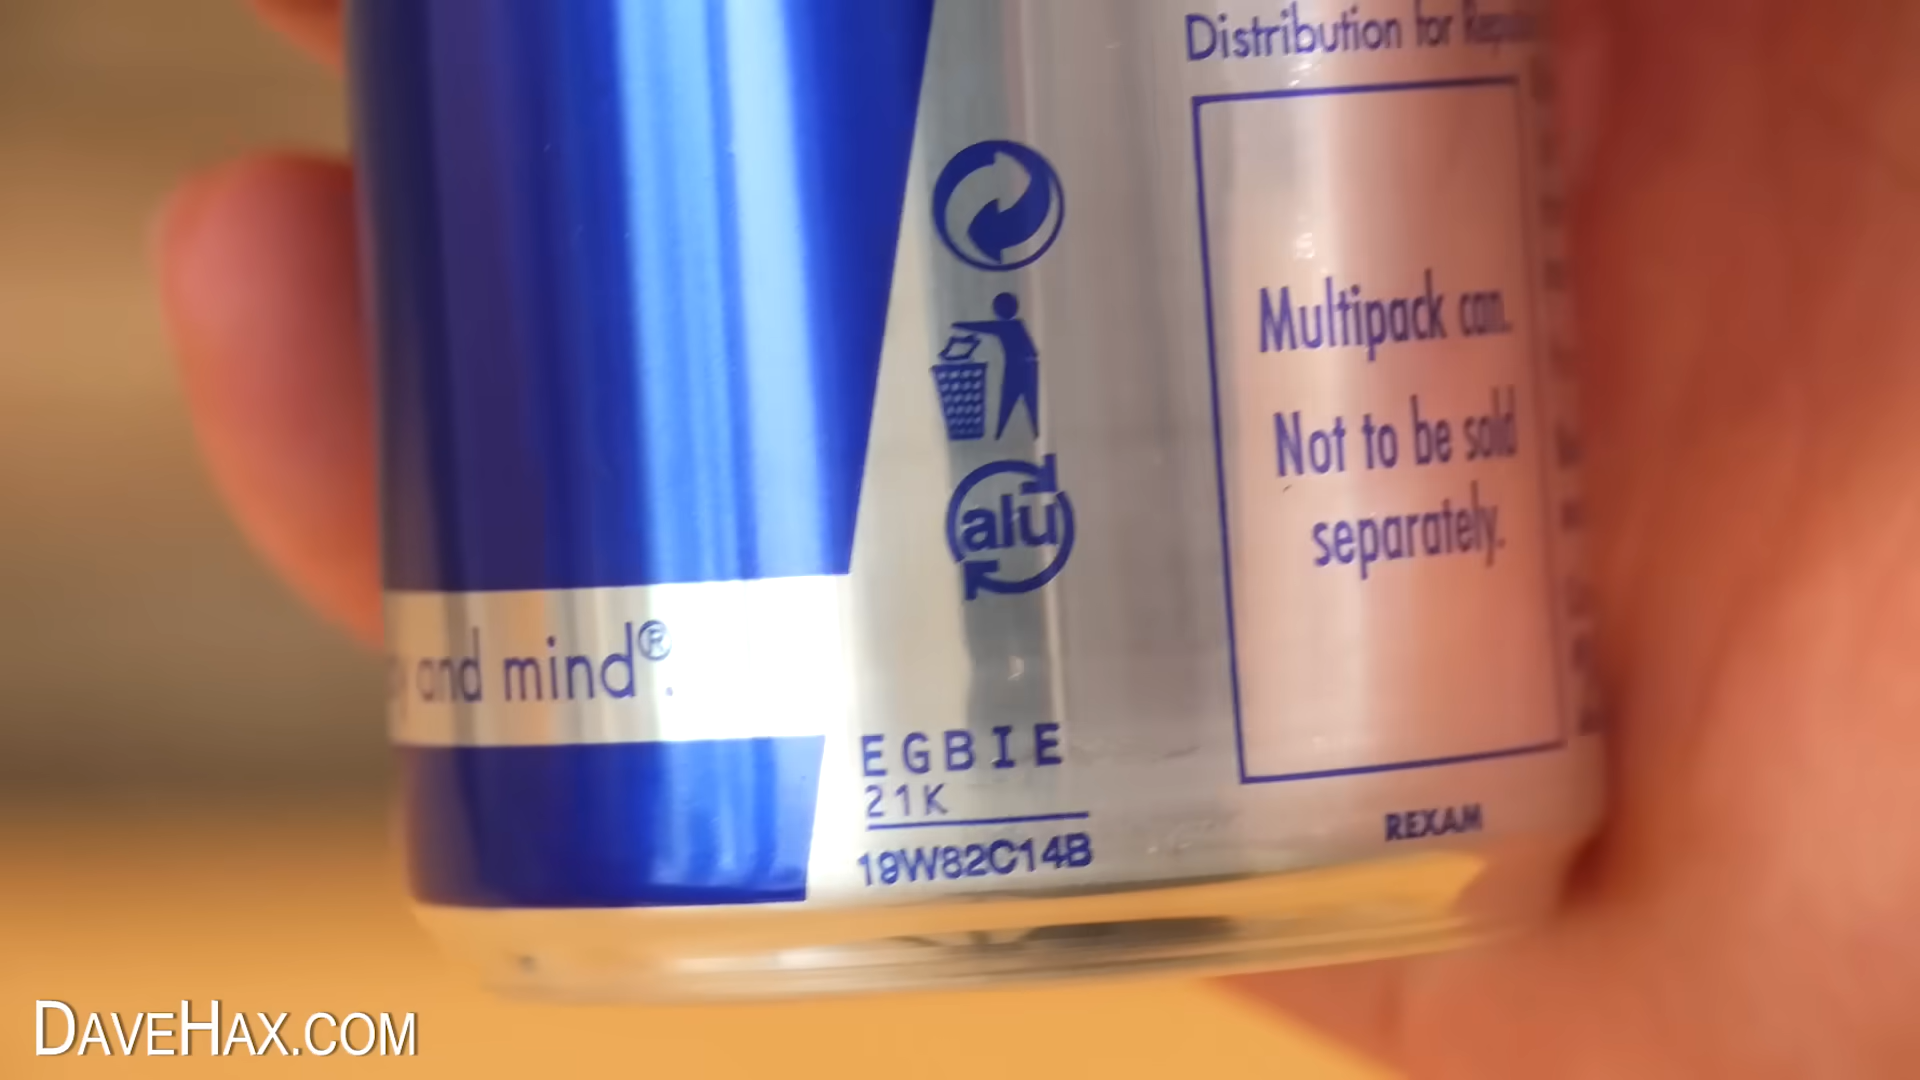 Distribution for
Multipack can.
Not to be sold
separately.
alu
and mind®.
EGBIE
21K
19W82C14B
REXAM
DAVEHAX.COM